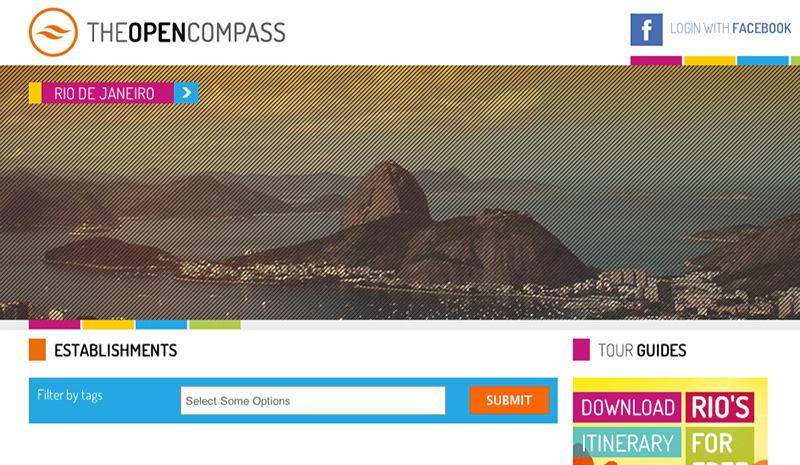 THEOPENCOMPASS
f LOGIN WITH FACEBOOK
RIO DE JANEIRO
ESTABLISHMENTS
Filter by tags
Select Some Options
SUBMIT
TOUR GUIDES
DOWNLOAD RIO'S
ITINERARY FOR
FREE